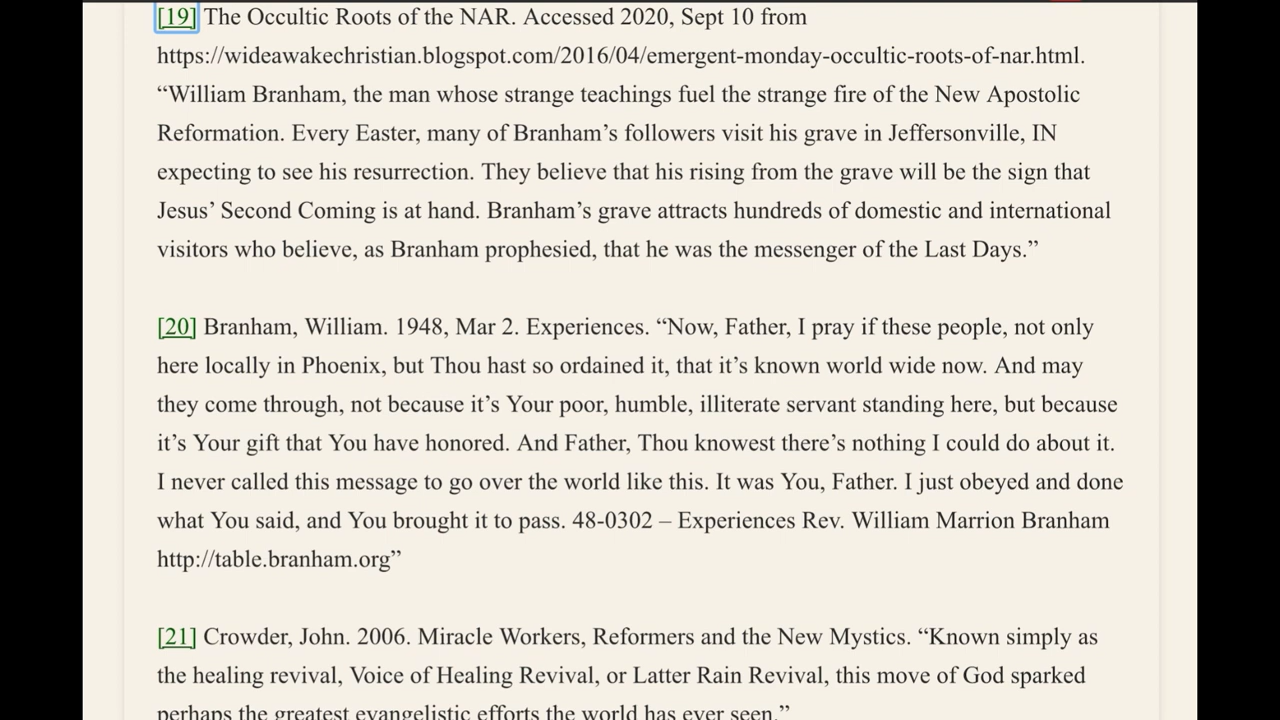 [19] The Occultic Roots of the NAR. Accessed 2020, Sept 10 from
https://wideawakechristian.blogspot.com/2016/04/emergent-monday-occultic-roots-of-nar.html.
“William Branham, the man whose strange teachings fuel the strange fire of the New Apostolic
Reformation. Every Easter, many of Branham’s followers visit his grave in Jeffersonville, IN
expecting to see his resurrection. They believe that his rising from the grave will be the sign that
Jesus’ Second Coming is at hand. Branham’s grave attracts hundreds of domestic and international
visitors who believe, as Branham prophesied, that he was the messenger of the Last Days.”
[20] Branham, William. 1948, Mar 2. Experiences. “Now, Father, I pray if these people, not only
here locally in Phoenix, but Thou hast so ordained it, that it’s known world wide now. And may
they come through, not because it’s Your poor, humble, illiterate servant standing here, but because
it’s Your gift that You have honored. And Father, Thou knowest there’s nothing I could do about it.
I never called this message to go over the world like this. It was You, Father. I just obeyed and done
what You said, and You brought it to pass. 48-0302 – Experiences Rev. William Marrion Branham
http://table.branham.org”
[21] Crowder, John. 2006. Miracle Workers, Reformers and the New Mystics. “Known simply as
the healing revival, Voice of Healing Revival, or Latter Rain Revival, this move of God sparked
perhaps the greatest evangelistic efforts the world has ever seen.”